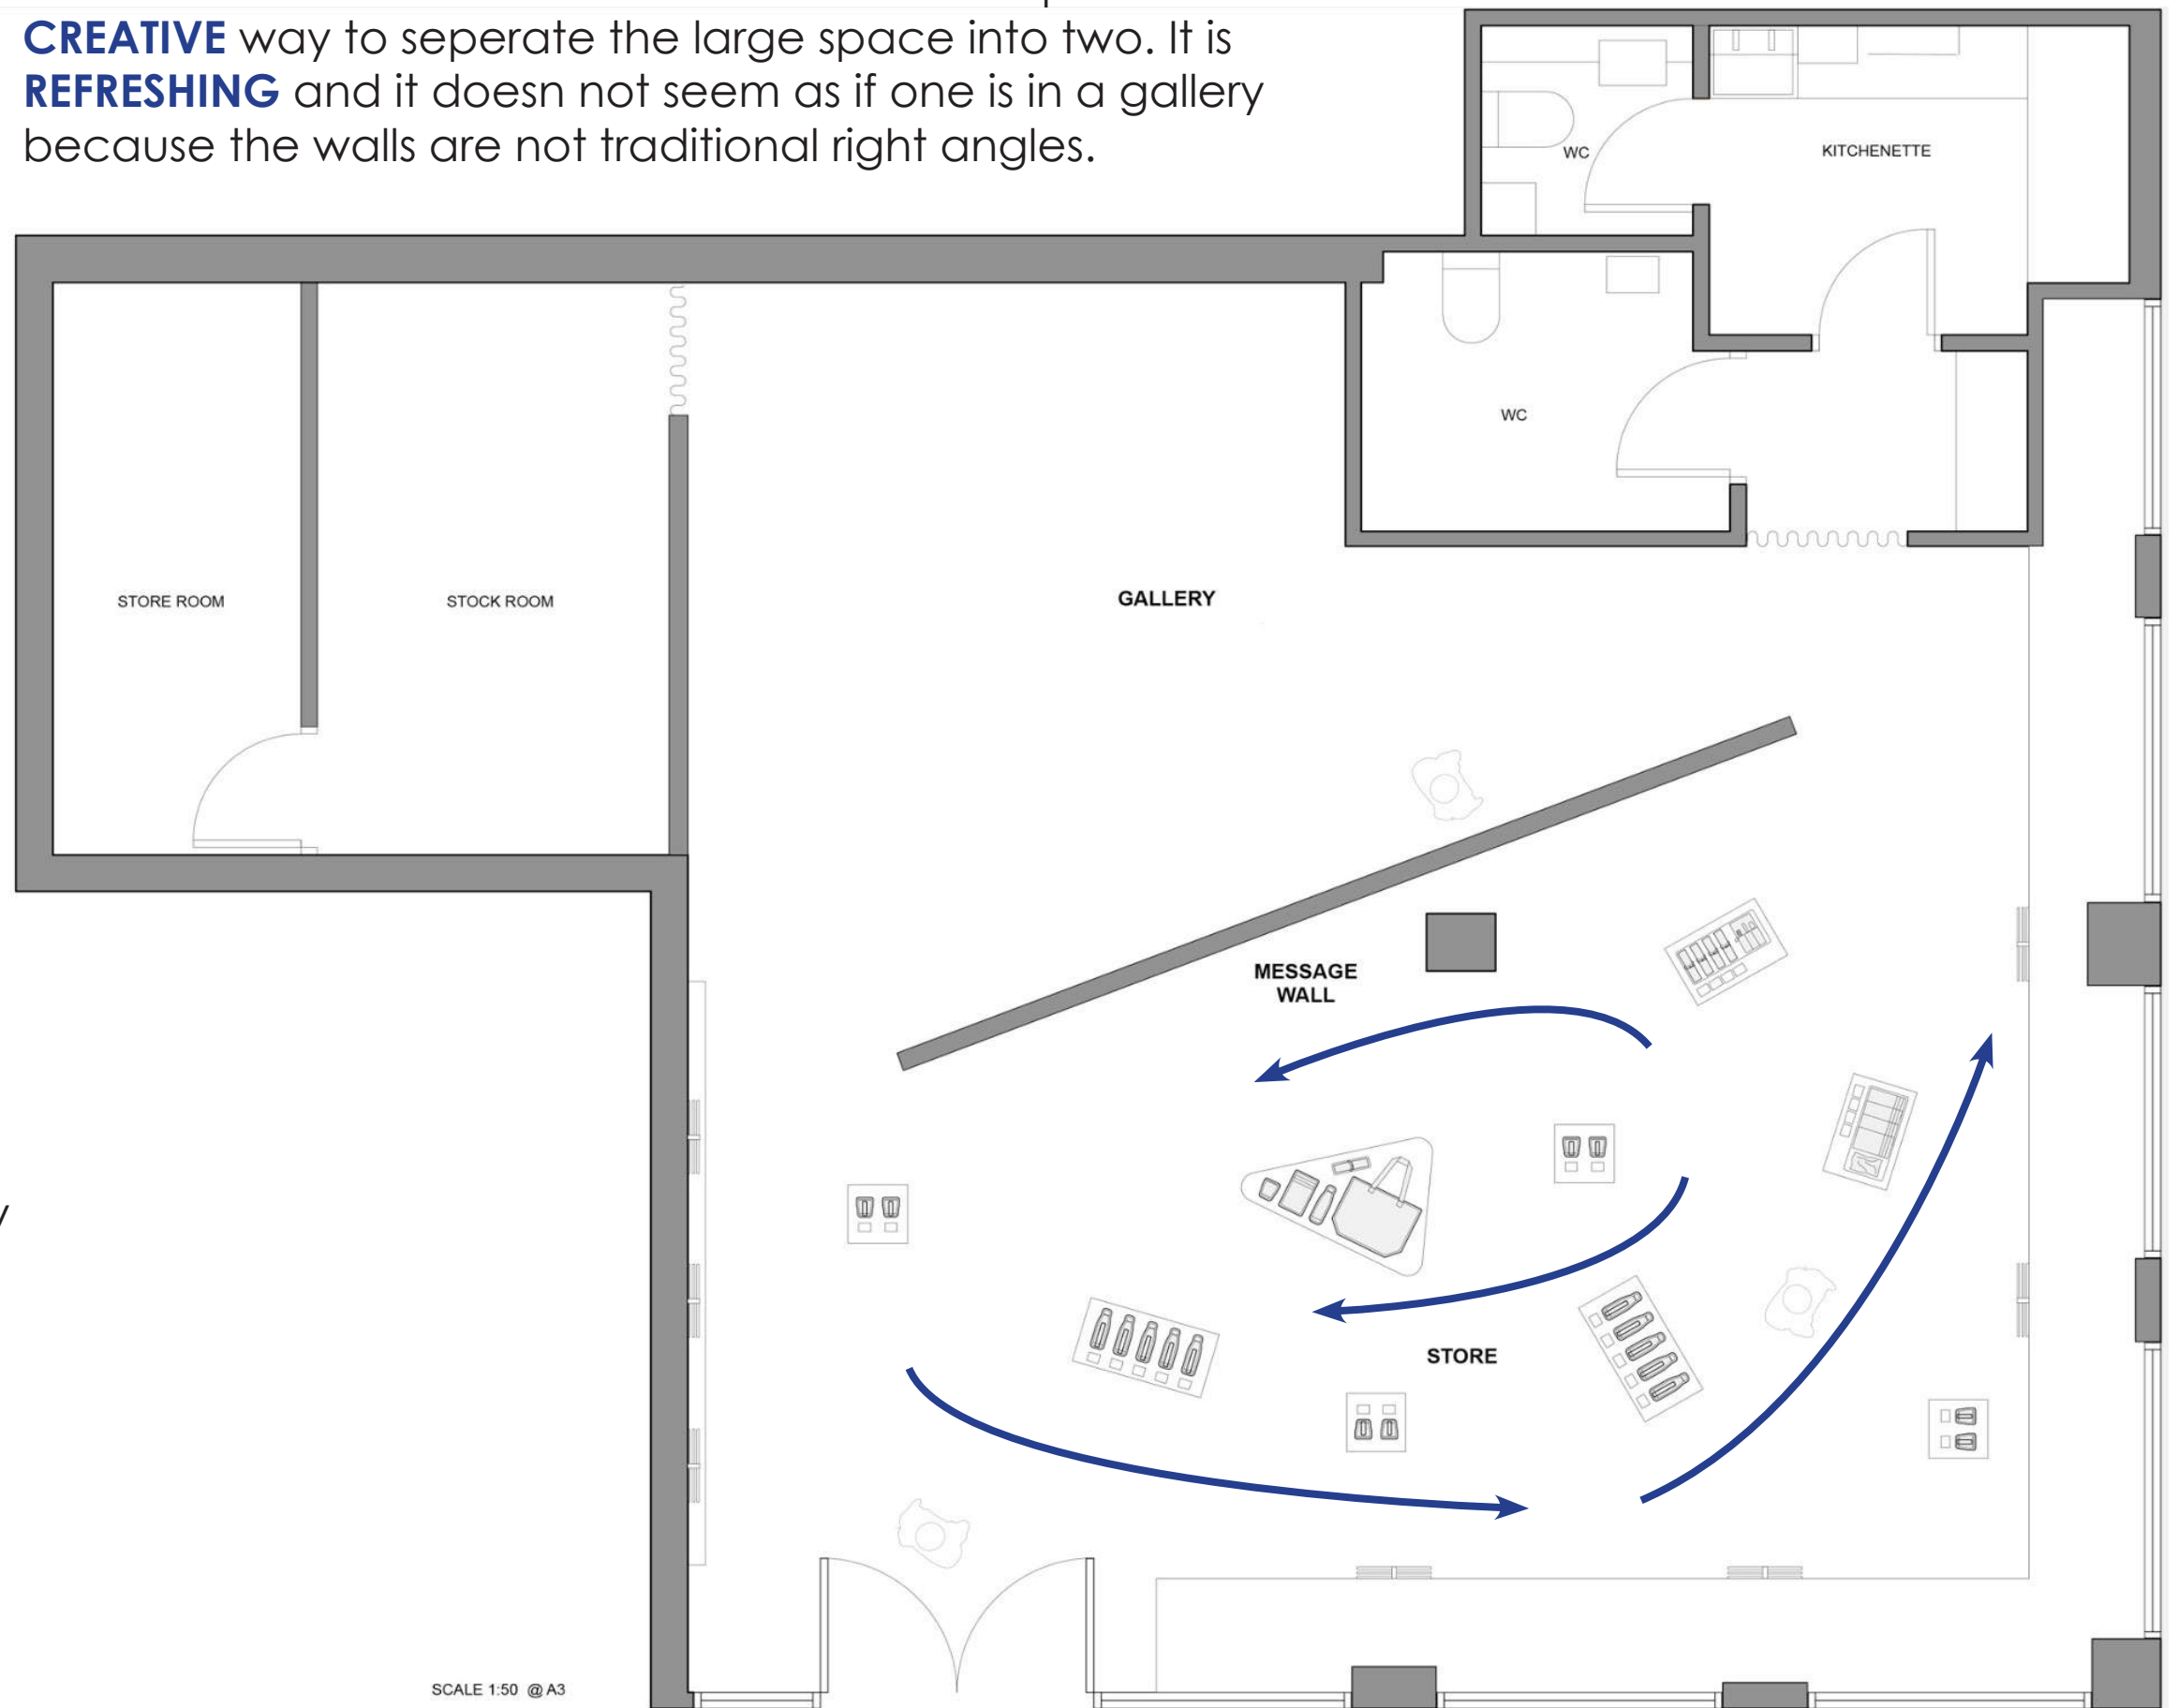 CREATIVE way to seperate the large space into two. It is
REFRESHING and it doesn not seem as if one is in a gallery
because the walls are not traditional right angles.
WC
KITCHENETTE
WC
STORE ROOM
STOCK ROOM
GALLERY
MESSAGE
WALL
STORE
SCALE 1:50 @ A3